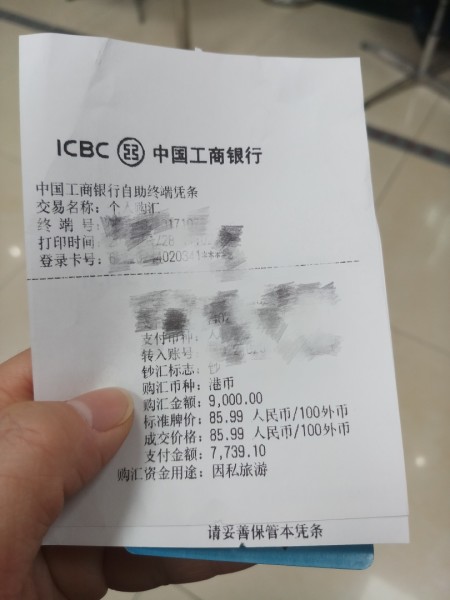 ICBC 中国工商银行
中国工商银行自助终端凭条
交易名称: 个人购汇
终 端 号:
打印时间
登录卡号: 020341
支付币种:
转入账号:
钞汇标志: 钞
购汇币种: 港币
购汇金额: 9,000.00
标准牌价: 85.99 人民币/100外币
成交价格: 85.99 人民币/100外币
支付金额: 7,739.10
购汇资金用途: 因私旅游
请妥善保管本凭条